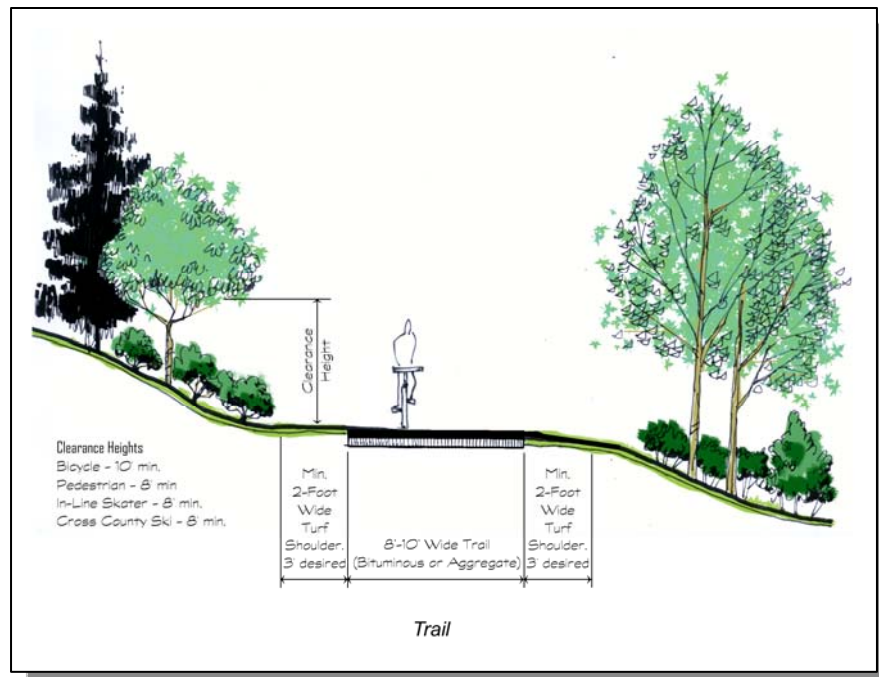 Clearance
Height
Clearance Heights
Bicycle - 10' min.
Pedestrian - 8' min
In-Line Skater - 8' min.
Cross County Ski - 8' min.
Min.
2-Foot
Wide
Turf
Shoulder.
3' desired
8'-10' Wide Trail
(Bituminous or Aggregate)
Min.
2-Foot
Wide
Turf
Shoulder.
3' desired
Trail